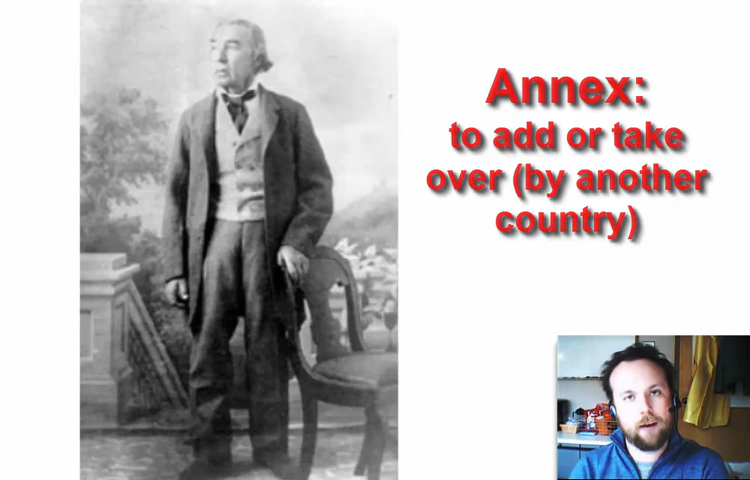 Annex:
to add or take
over (by another
country)